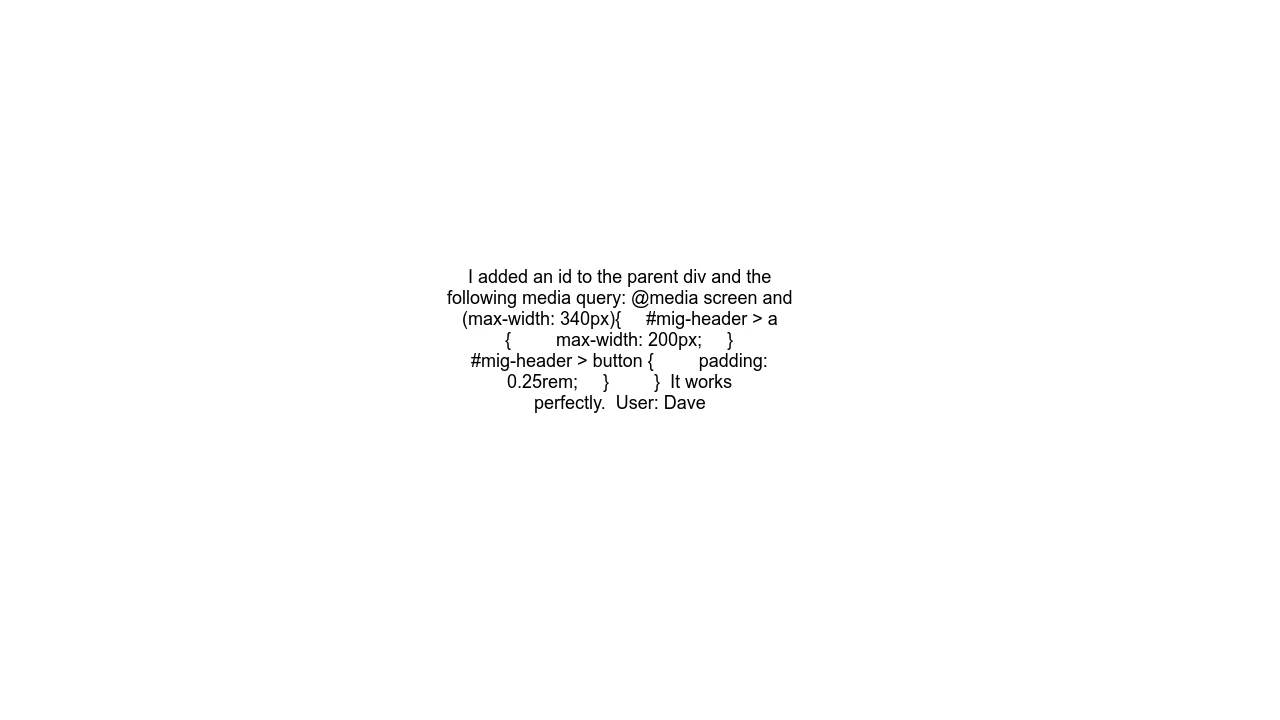 I added an id to the parent div and the
following media query: @media screen and
(max-width: 340px){     #mig-header > a
{         max-width: 200px;     }
#mig-header > button {         padding:
0.25rem;     }         }  It works
perfectly.  User: Dave